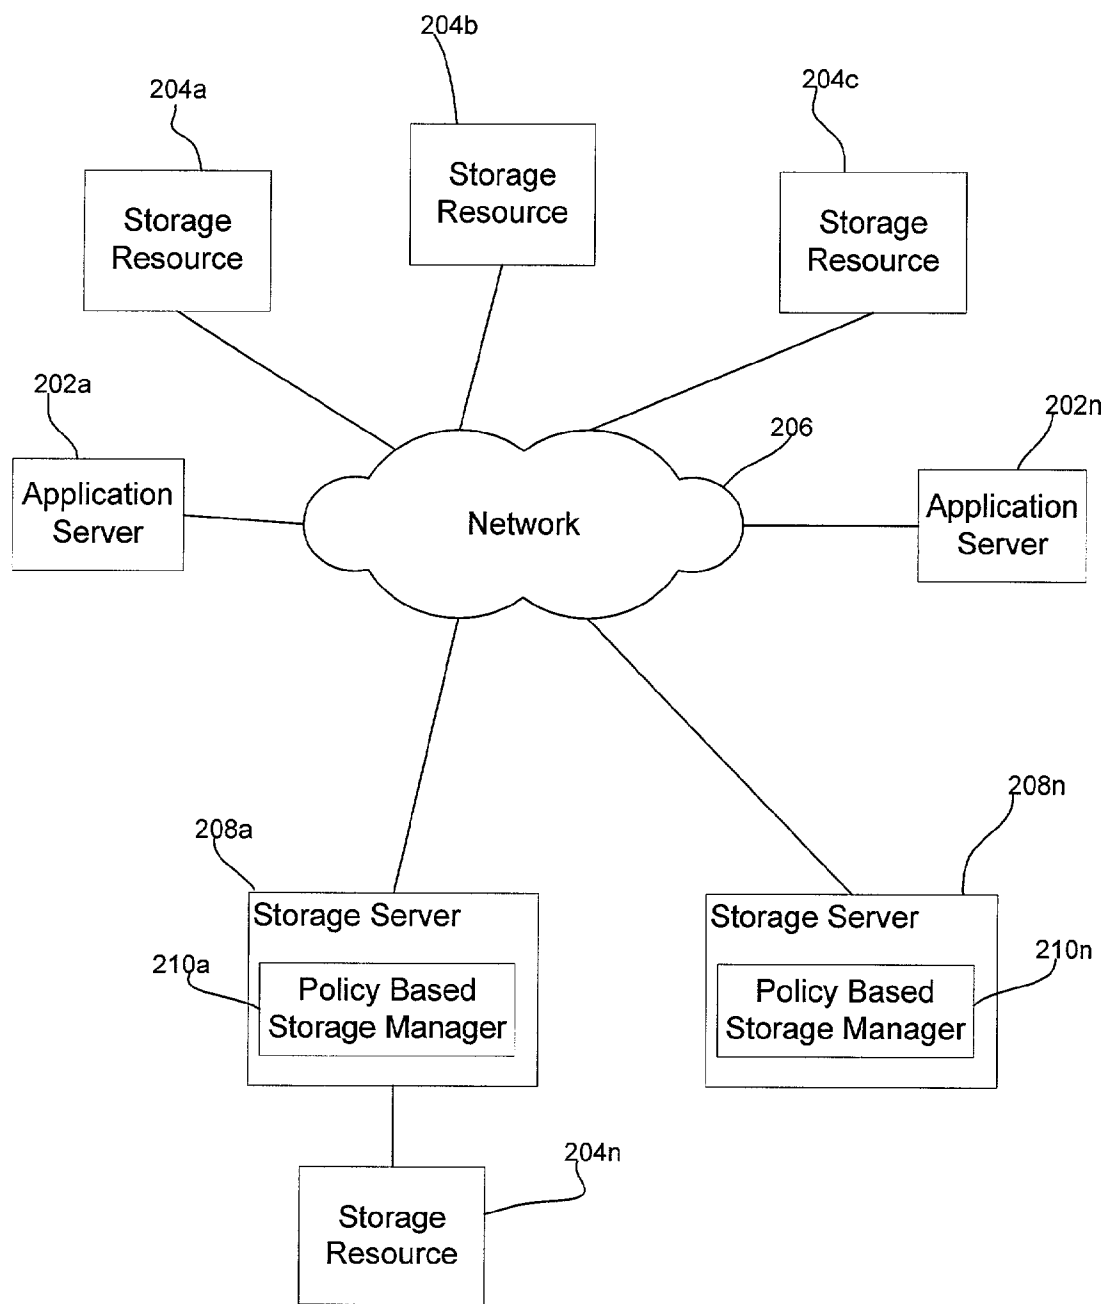 204b
204a
204c
Storage
Resource
Storage
Resource
Storage
Resource
202a
206
202n
Application
Server
Network
Application
Server
208n
208a
Storage Server
Storage Server
210a
210n
Policy Based
Storage Manager
Policy Based
Storage Manager
204n
Storage
Resource